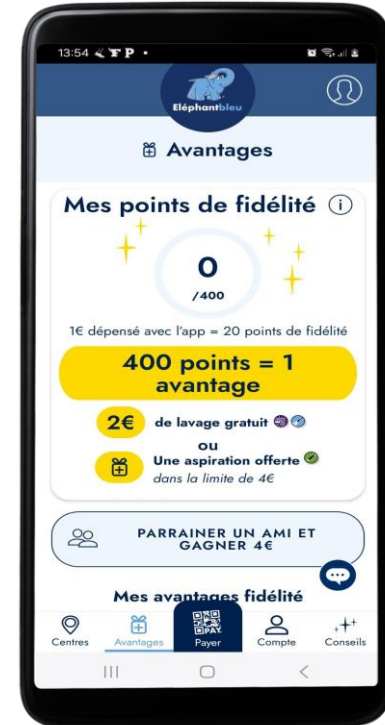 13:54
Eléphantbleu
Avantages
Mes points de fidélité i
0
/400
1€ dépensé avec l'app = 20 points de fidélité
400 points = 1
avantage
2€ de lavage gratuit
ou
Une aspiration offerte
dans la limite de 4€
PARRAINER UN AMI ET
GAGNER 4€
Mes avantages fidélité
PAY
Centres Avantages Payer Compte Conseils